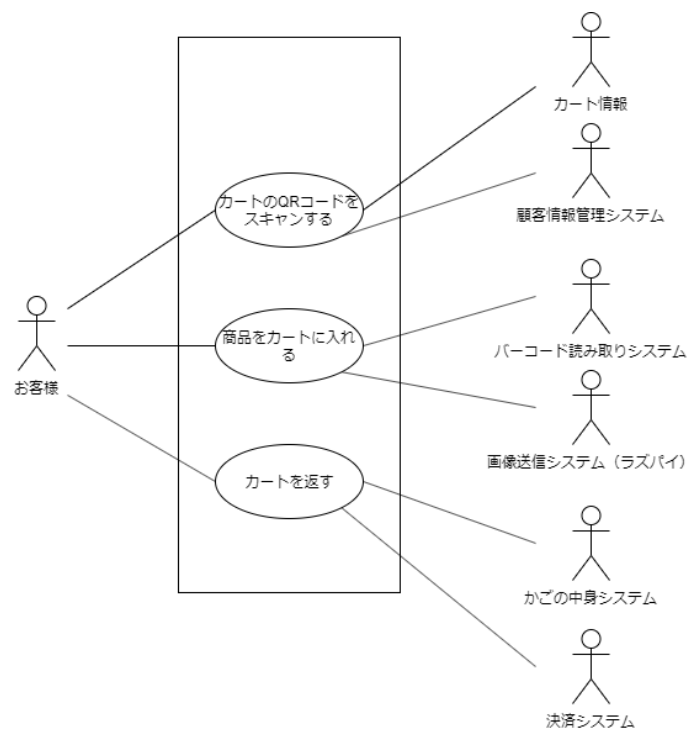 カート情報
カートのQRコードを
スキャンする
顧客情報管理システム
商品をカートに入れ
る
バーコード読み取りシステム
お客様
画像送信システム（ラズパイ）
カートを返す
かごの中身システム
決済システム